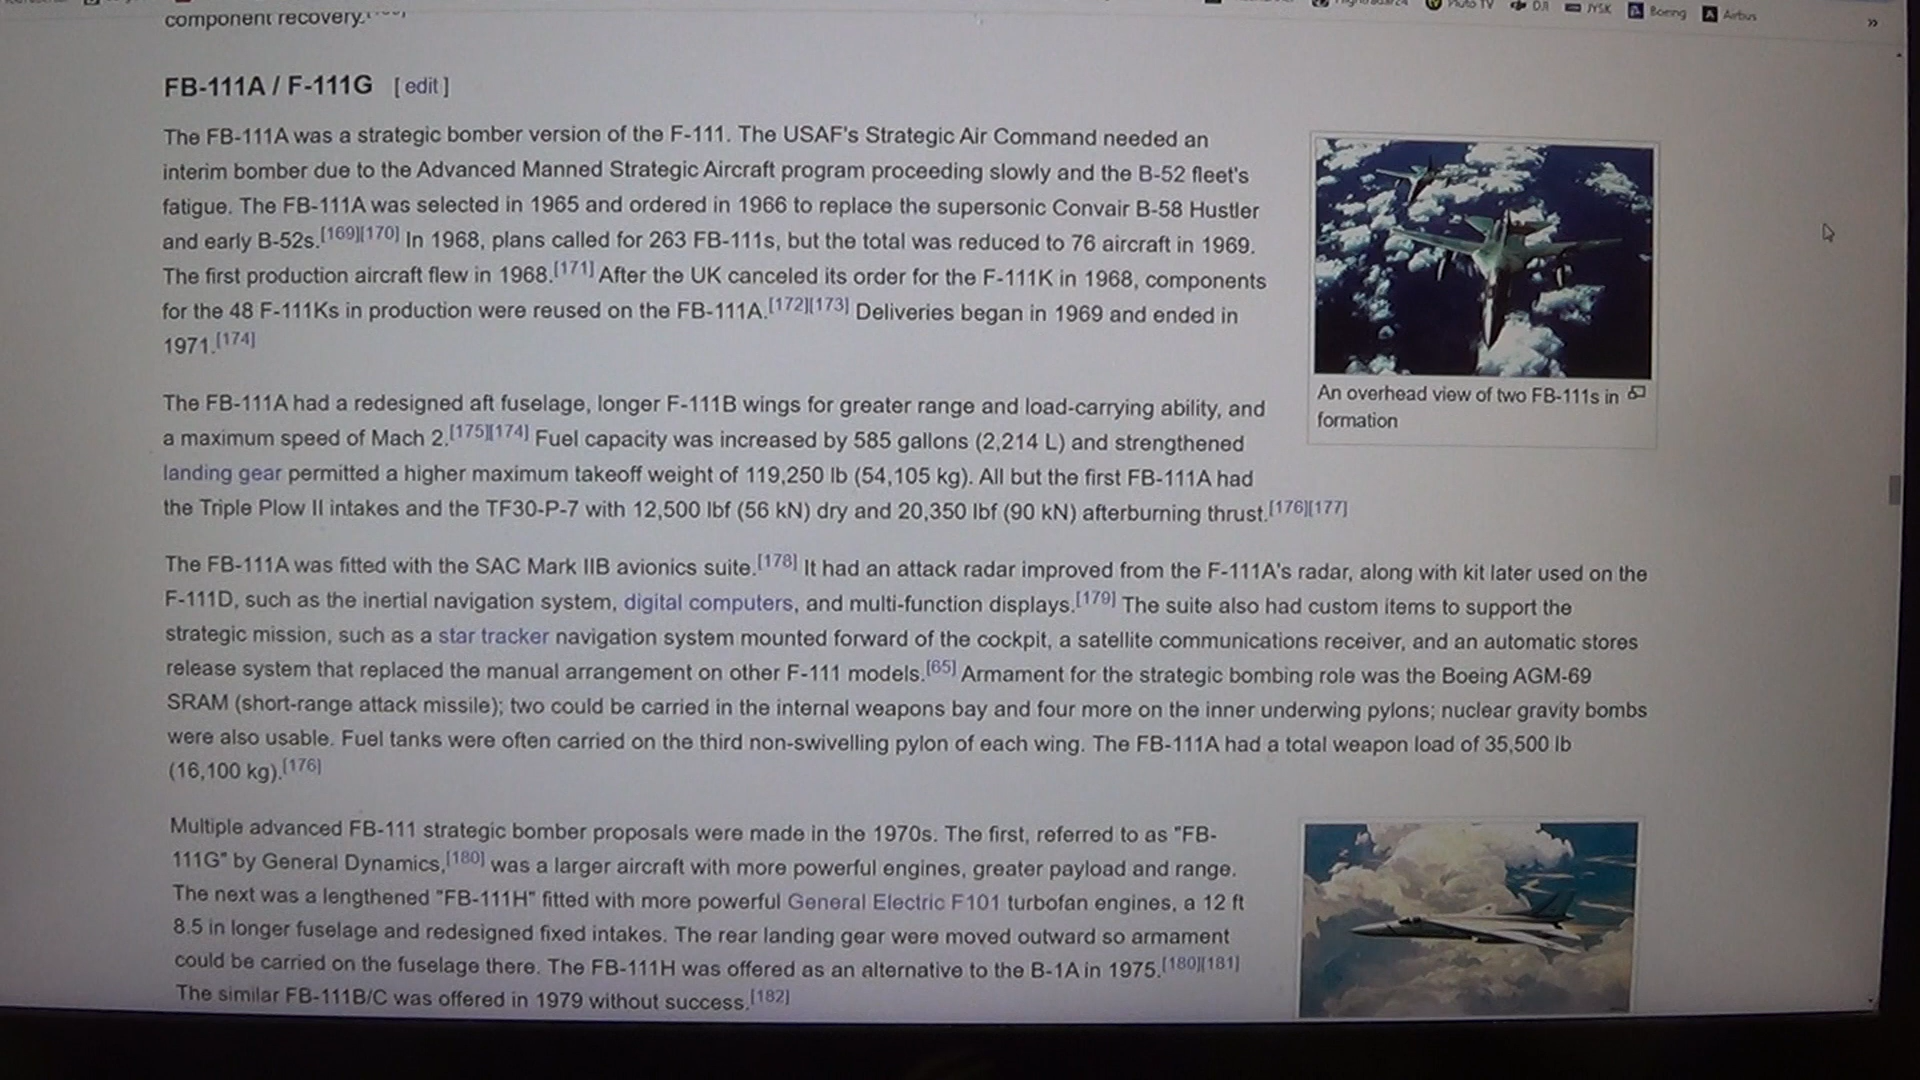 Pluto TV DJI JYSK Boeing Airbus »
component recovery.
FB-111A / F-111G [ edit ]
The FB-111A was a strategic bomber version of the F-111. The USAF's Strategic Air Command needed an
interim bomber due to the Advanced Manned Strategic Aircraft program proceeding slowly and the B-52 fleet's
fatigue. The FB-111A was selected in 1965 and ordered in 1966 to replace the supersonic Convair B-58 Hustler
and early B-52s.[169][170] In 1968, plans called for 263 FB-111s, but the total was reduced to 76 aircraft in 1969.
The first production aircraft flew in 1968.[171] After the UK canceled its order for the F-111K in 1968, components
for the 48 F-111Ks in production were reused on the FB-111A.[172][173] Deliveries began in 1969 and ended in
1971.[174]
An overhead view of two FB-111s in
formation
The FB-111A had a redesigned aft fuselage, longer F-111B wings for greater range and load-carrying ability, and
a maximum speed of Mach 2.[175][174] Fuel capacity was increased by 585 gallons (2,214 L) and strengthened
landing gear permitted a higher maximum takeoff weight of 119,250 lb (54,105 kg). All but the first FB-111A had
the Triple Plow II intakes and the TF30-P-7 with 12,500 lbf (56 kN) dry and 20,350 lbf (90 kN) afterburning thrust.[176][177]
The FB-111A was fitted with the SAC Mark IIB avionics suite.[178] It had an attack radar improved from the F-111A's radar, along with kit later used on the
F-111D, such as the inertial navigation system, digital computers, and multi-function displays.[179] The suite also had custom items to support the
strategic mission, such as a star tracker navigation system mounted forward of the cockpit, a satellite communications receiver, and an automatic stores
release system that replaced the manual arrangement on other F-111 models.[65] Armament for the strategic bombing role was the Boeing AGM-69
SRAM (short-range attack missile); two could be carried in the internal weapons bay and four more on the inner underwing pylons; nuclear gravity bombs
were also usable. Fuel tanks were often carried on the third non-swivelling pylon of each wing. The FB-111A had a total weapon load of 35,500 lb
(16,100 kg).[176]
Multiple advanced FB-111 strategic bomber proposals were made in the 1970s. The first, referred to as "FB-
111G" by General Dynamics,[180] was a larger aircraft with more powerful engines, greater payload and range.
The next was a lengthened "FB-111H" fitted with more powerful General Electric F101 turbofan engines, a 12 ft
8.5 in longer fuselage and redesigned fixed intakes. The rear landing gear were moved outward so armament
could be carried on the fuselage there. The FB-111H was offered as an alternative to the B-1A in 1975.[180][181]
The similar FB-111B/C was offered in 1979 without success.[182]